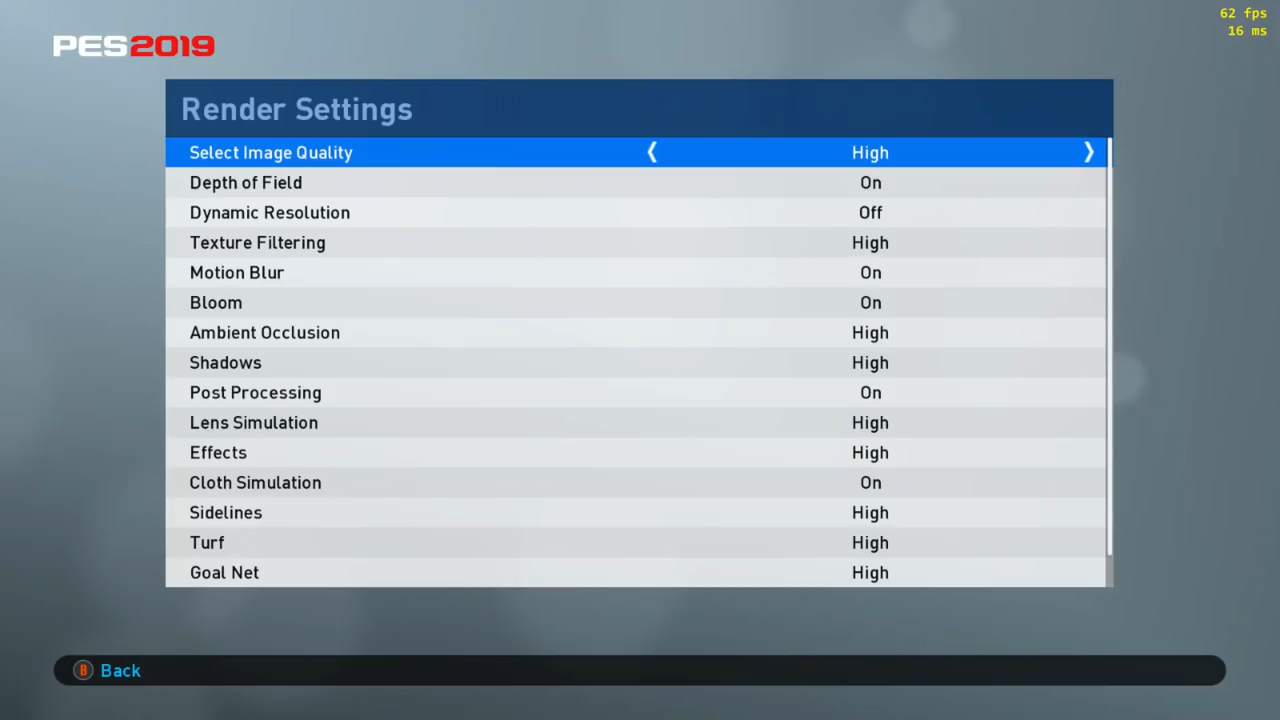 62 fps
16 ms
PES2019
Render Settings
Select Image Quality High
Depth of Field On
Dynamic Resolution Off
Texture Filtering High
Motion Blur On
Bloom On
Ambient Occlusion High
Shadows High
Post Processing On
Lens Simulation High
Effects High
Cloth Simulation On
Sidelines High
Turf High
Goal Net High
B Back